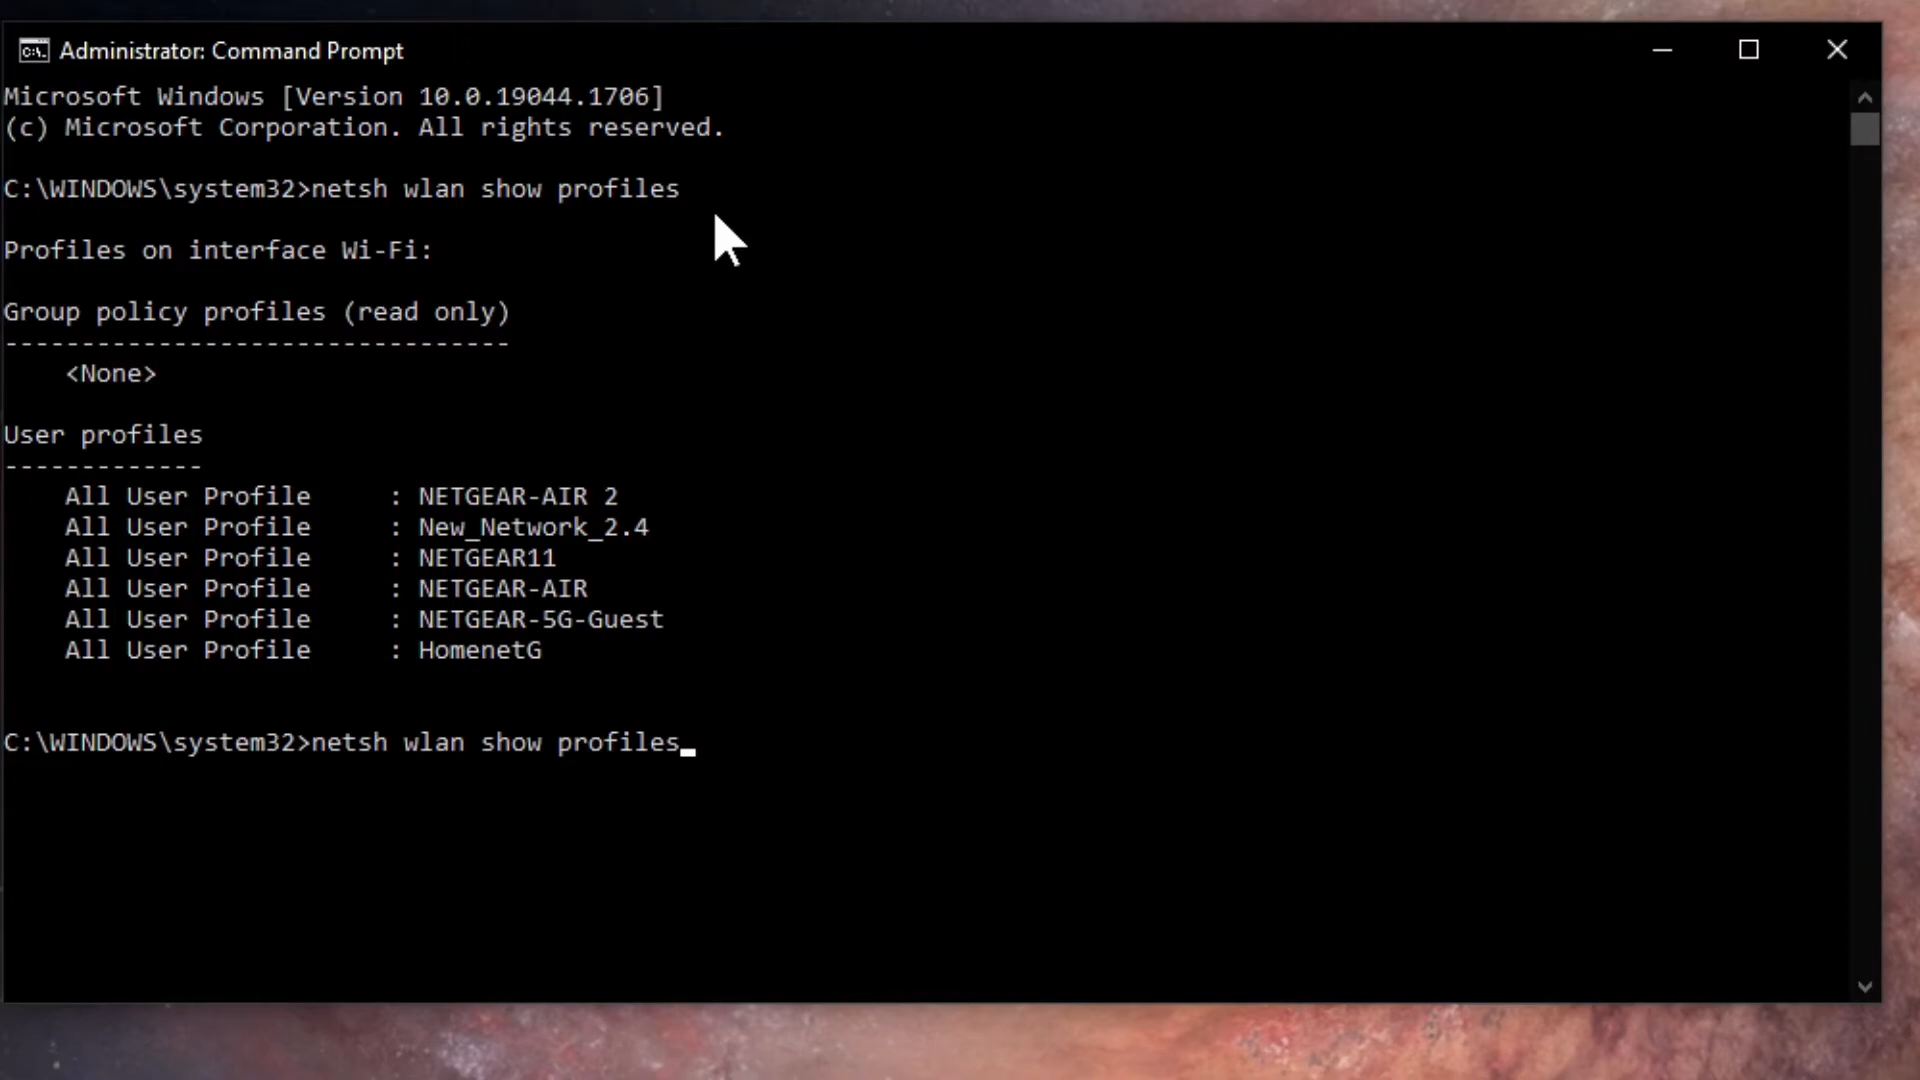 Administrator: Command Prompt
Microsoft Windows [Version 10.0.19044.1706]
(c) Microsoft Corporation. All rights reserved.
C:\WINDOWS\system32>netsh wlan show profiles
Profiles on interface Wi-Fi:
Group policy profiles (read only)
---------------------------------
    <None>
User profiles
-------------
    All User Profile     : NETGEAR-AIR 2
    All User Profile     : New_Network_2.4
    All User Profile     : NETGEAR11
    All User Profile     : NETGEAR-AIR
    All User Profile     : NETGEAR-5G-Guest
    All User Profile     : HomenetG
C:\WINDOWS\system32>netsh wlan show profiles